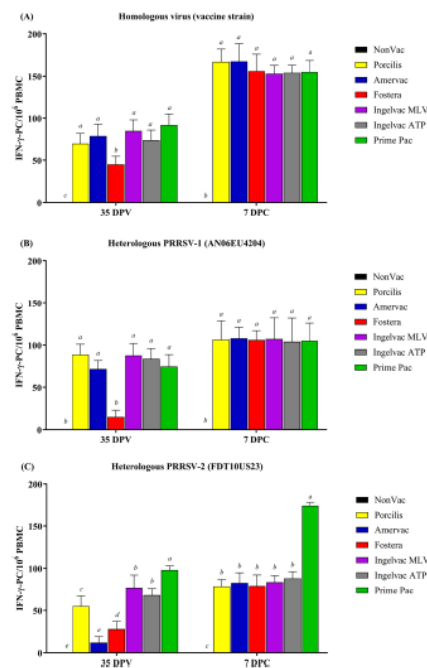 (A) Homologous virus (vaccine strain)
IFN-γ-PC/10⁶ PBMC
200
150
100
50
0
c a a b a a a
b a a a a a a
35 DPV 7 DPC
NonVac
Porcilis
Amervac
Fostera
Ingelvac MLV
Ingelvac ATP
Prime Pac
(B) Heterologous PRRSV-1 (AN06EU4204)
IFN-γ-PC/10⁶ PBMC
200
150
100
50
0
b a a b a a a
b a a a a a a
35 DPV 7 DPC
NonVac
Porcilis
Amervac
Fostera
Ingelvac MLV
Ingelvac ATP
Prime Pac
(C) Heterologous PRRSV-2 (FDT10US23)
IFN-γ-PC/10⁶ PBMC
200
150
100
50
0
e c e d b b a
c b b b b b a
35 DPV 7 DPC
NonVac
Porcilis
Amervac
Fostera
Ingelvac MLV
Ingelvac ATP
Prime Pac